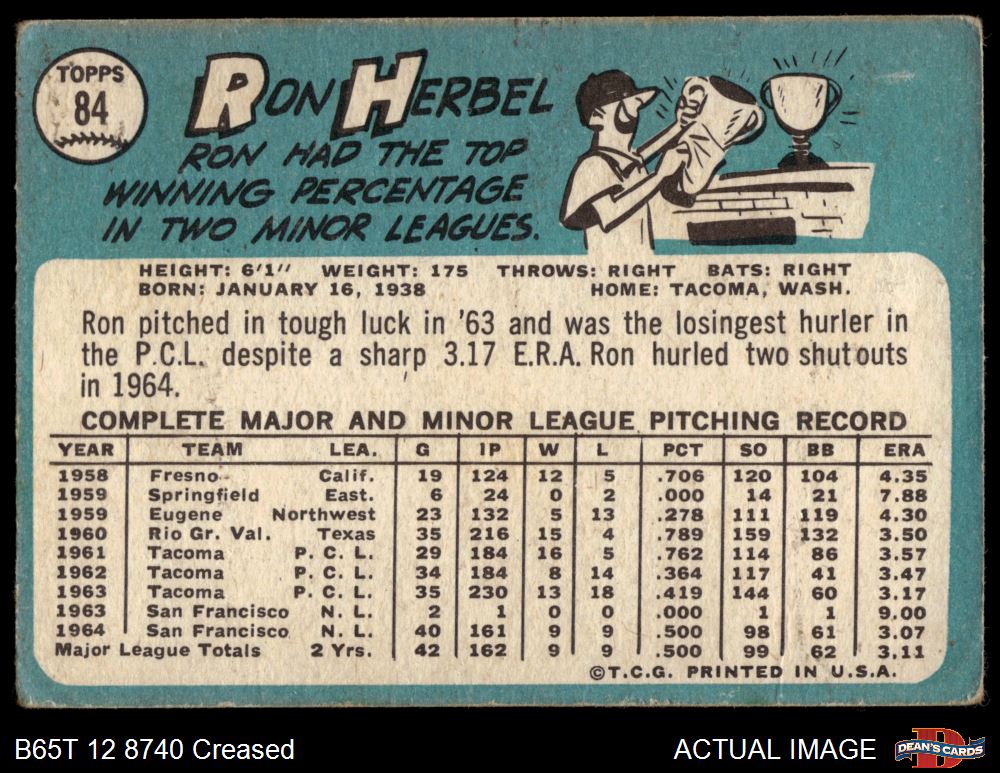 TOPPS
84
RON HERBEL
RON HAD THE TOP
WINNING PERCENTAGE
IN TWO MINOR LEAGUES.
HEIGHT: 6'1" WEIGHT: 175 THROWS: RIGHT BATS: RIGHT
BORN: JANUARY 16, 1938 HOME: TACOMA, WASH.
Ron pitched in tough luck in '63 and was the losingest hurler in
the P.C.L. despite a sharp 3.17 E.R.A. Ron hurled two shutouts
in 1964.
COMPLETE MAJOR AND MINOR LEAGUE PITCHING RECORD
YEAR TEAM LEA. G IP W L PCT SO BB ERA
1958 Fresno Calif. 19 124 12 5 .706 120 104 4.35
1959 Springfield East. 6 24 0 2 .000 14 21 7.88
1959 Eugene Northwest 23 132 5 13 .278 111 119 4.30
1960 Rio Gr. Val. Texas 35 216 15 4 .789 159 132 3.50
1961 Tacoma P. C. L. 29 184 16 5 .762 114 86 3.57
1962 Tacoma P. C. L. 34 184 8 14 .364 117 41 3.47
1963 Tacoma P. C. L. 35 230 13 18 .419 144 60 3.17
1963 San Francisco N. L. 2 1 0 0 .000 1 1 9.00
1964 San Francisco N. L. 40 161 9 9 .500 98 61 3.07
Major League Totals 2 Yrs. 42 162 9 9 .500 99 62 3.11
©T.C.G. PRINTED IN U.S.A.
B65T 12 8740 Creased ACTUAL IMAGE D DEAN'S CARDS